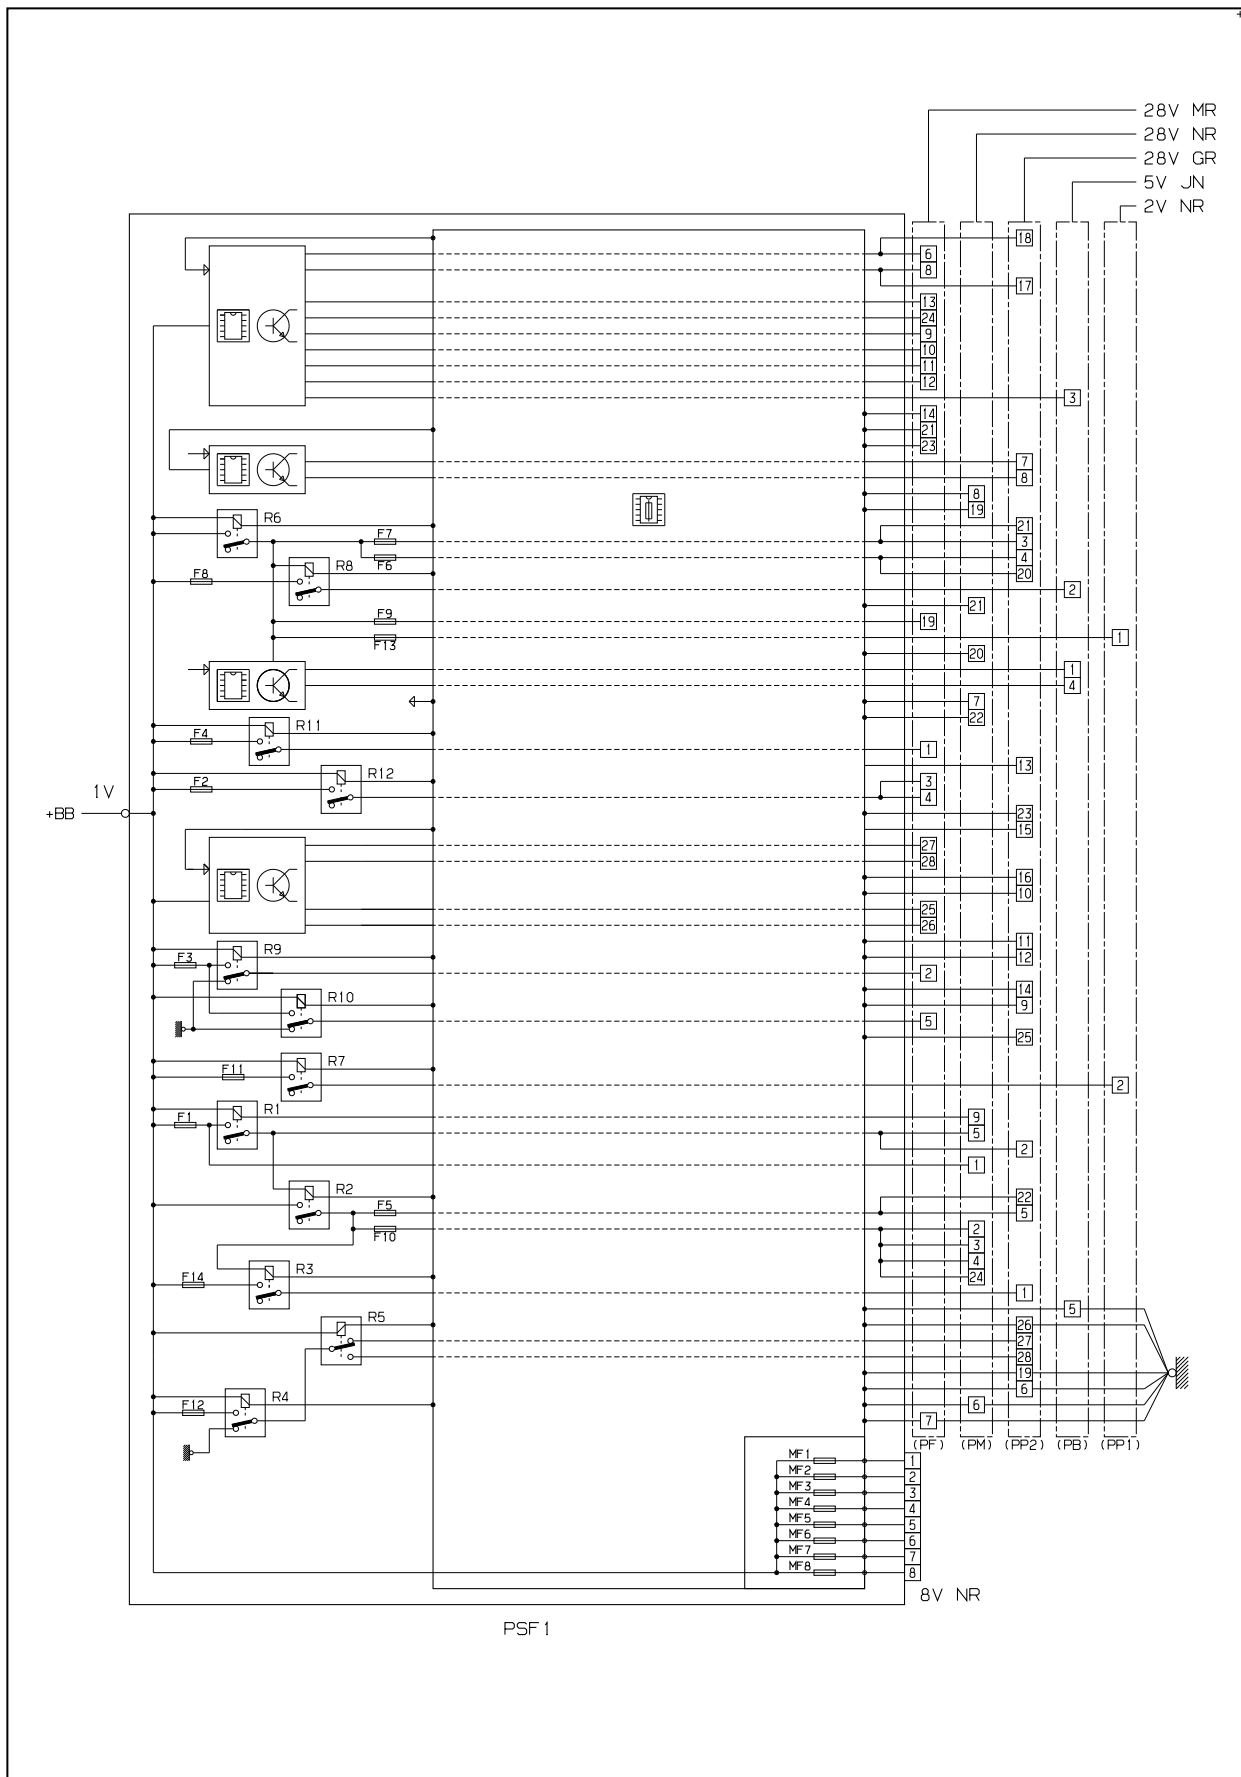 +
28V MR
28V NR
28V GR
5V JN
2V NR
18
6
8
17
13
24
9
10
11
12
3
14
21
23
7
8
8
19
R6
F7
21
3
F6
4
R8
20
F8
2
21
F9
19
F13
1
20
1
4
7
22
R11
F4
1
13
R12
F2
3
4
1V
+BB
23
15
27
28
16
10
25
26
11
R9
F3
12
2
14
R10
9
5
25
R7
F11
2
R1
9
F1
5
2
1
R2
22
F5
5
F10
2
3
4
R3
24
F14
1
5
R5
26
27
28
19
6
R4
F12
6
7
(PF) (PM) (PP2) (PB) (PP1)
MF1 1
MF2 2
MF3 3
MF4 4
MF5 5
MF6 6
MF7 7
MF8 8
8V NR
PSF1